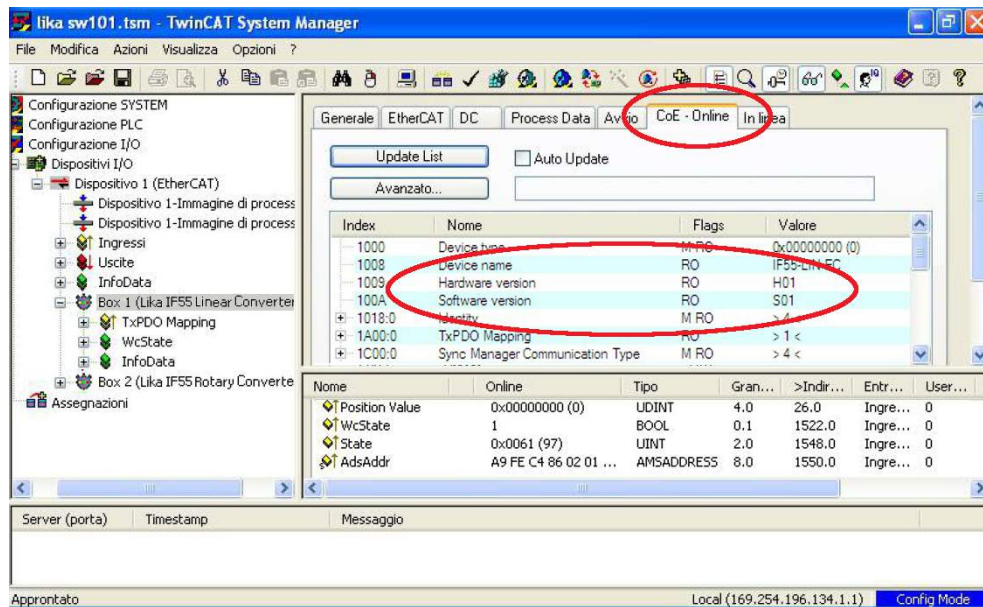 lika sw101.tsm - TwinCAT System Manager
File Modifica Azioni Visualizza Opzioni ?
Configurazione SYSTEM
Configurazione PLC
Configurazione I/O
Dispositivi I/O
Dispositivo 1 (EtherCAT)
Dispositivo 1-Immagine di process
Dispositivo 1-Immagine di process
Ingressi
Uscite
InfoData
Box 1 (Lika IF55 Linear Converter
TxPDO Mapping
WcState
InfoData
Box 2 (Lika IF55 Rotary Converte
Assegnazioni
Generale EtherCAT DC Process Data Avvio CoE - Online In linea
Update List Auto Update
Avanzato...
Index Nome Flags Valore
1000 Device type M RO 0x00000000 (0)
1008 Device name RO IF55-LIN-EC
1009 Hardware version RO H01
100A Software version RO S01
1018:0 Identity M RO > 4 <
1A00:0 TxPDO Mapping RO > 1 <
1C00:0 Sync Manager Communication Type M RO > 4 <
Nome Online Tipo Gran... >Indir... Entr... User...
Position Value 0x00000000 (0) UDINT 4.0 26.0 Ingre... 0
WcState 1 BOOL 0.1 1522.0 Ingre... 0
State 0x0061 (97) UINT 2.0 1548.0 Ingre... 0
AdsAddr A9 FE C4 86 02 01 ... AMSADDRESS 8.0 1550.0 Ingre... 0
Server (porta) Timestamp Messaggio
Approntato Local (169.254.196.134.1.1) Config Mode